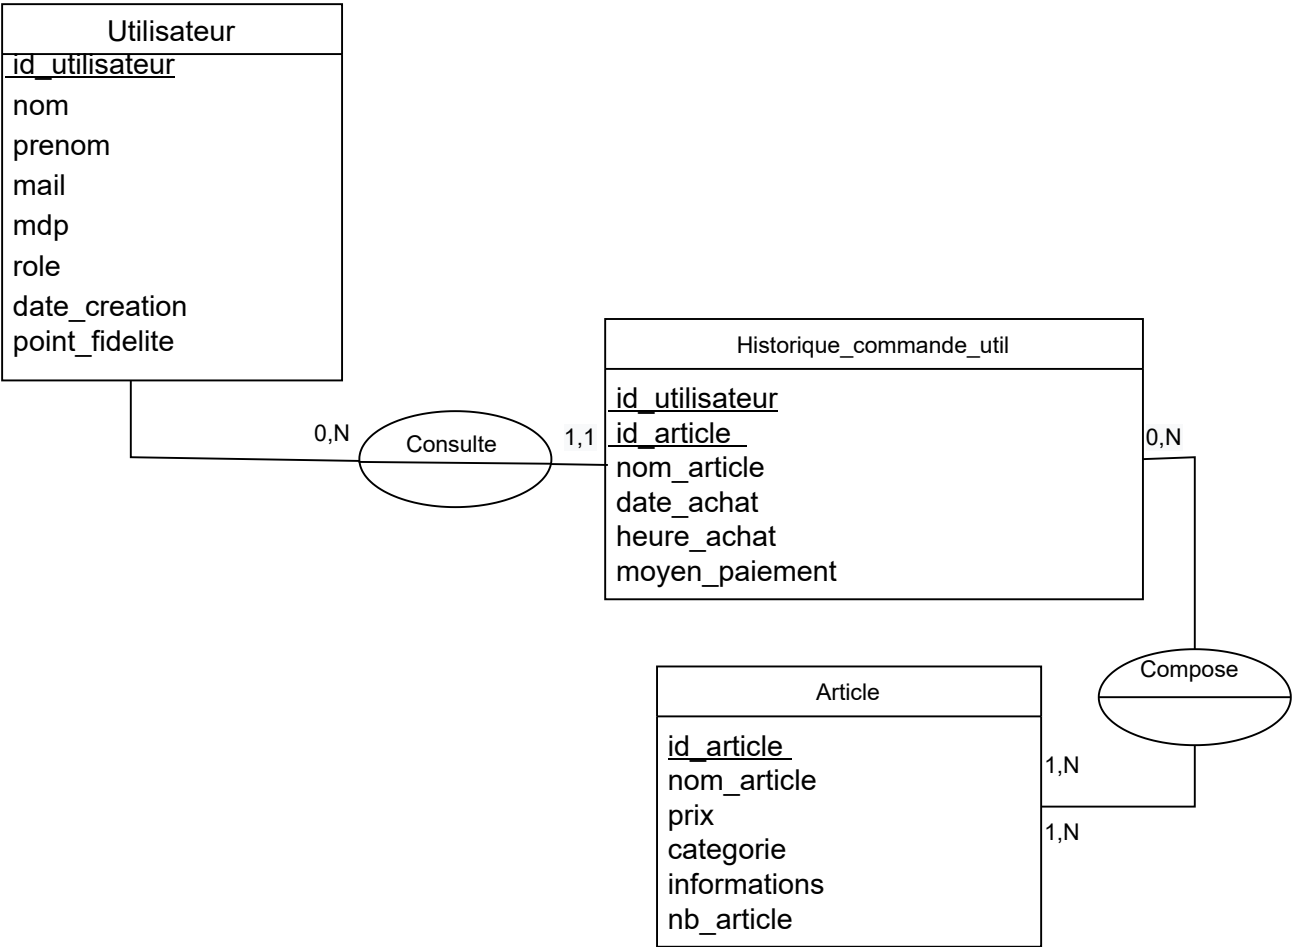 Utilisateur
id_utilisateur
nom
prenom
mail
mdp
role
date_creation
point_fidelite
0,N
Consulte
1,1
Historique_commande_util
id_utilisateur
id_article
nom_article
date_achat
heure_achat
moyen_paiement
0,N
Compose
Article
id_article
nom_article
prix
categorie
informations
nb_article
1,N
1,N